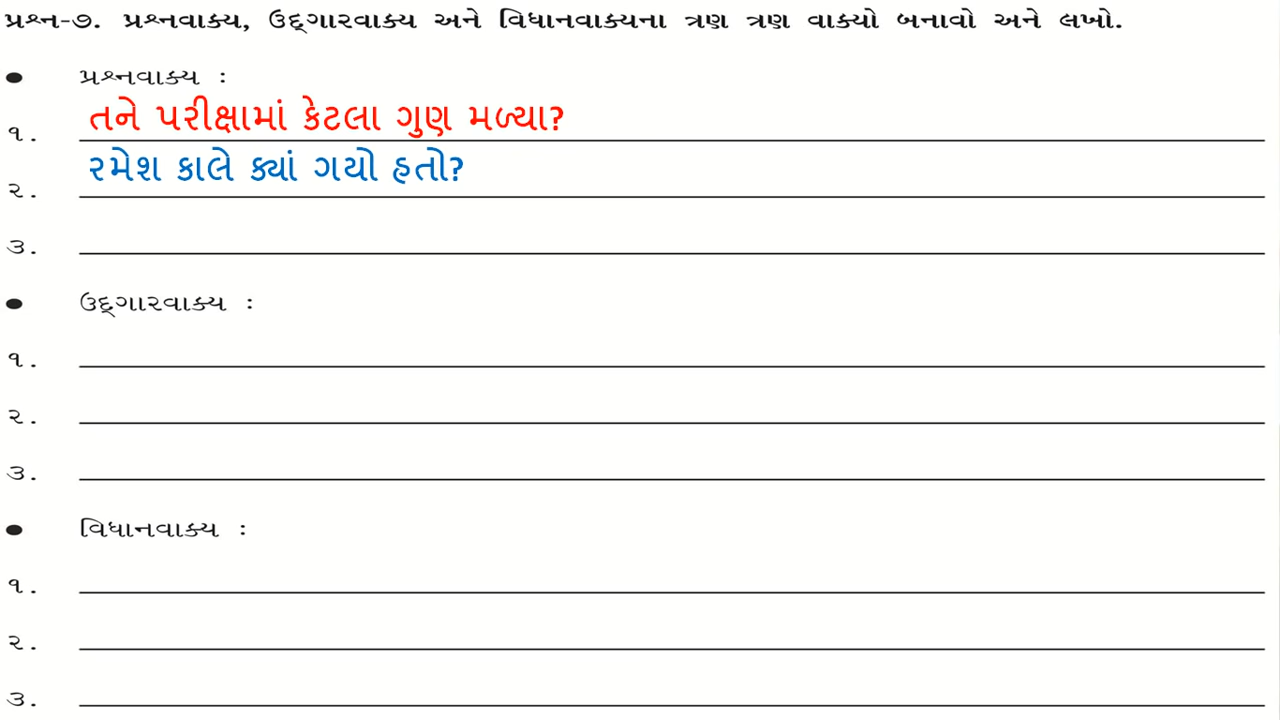 પ્રશ્ન-૭. પ્રશ્નવાક્ય, ઉદ્‌ગારવાક્ય અને વિધાનવાક્યના ત્રણ ત્રણ વાક્યો બનાવો અને લખો.
● પ્રશ્નવાક્ય :
૧. તને પરીક્ષામાં કેટલા ગુણ મળ્યા?
૨. રમેશ કાલે ક્યાં ગયો હતો?
૩.
● ઉદ્‌ગારવાક્ય :
૧.
૨.
૩.
● વિધાનવાક્ય :
૧.
૨.
૩.